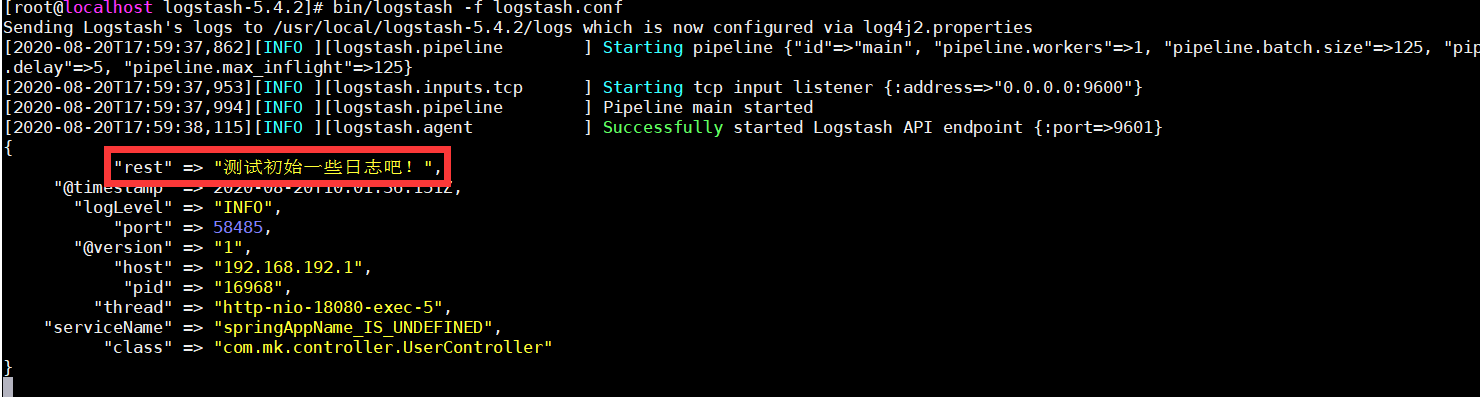 [root@localhost logstash-5.4.2]# bin/logstash -f logstash.conf
Sending Logstash's logs to /usr/local/logstash-5.4.2/logs which is now configured via log4j2.properties
[2020-08-20T17:59:37,862][INFO ][logstash.pipeline        ] Starting pipeline {"id"=>"main", "pipeline.workers"=>1, "pipeline.batch.size"=>125, "pip
.delay"=>5, "pipeline.max_inflight"=>125}
[2020-08-20T17:59:37,953][INFO ][logstash.inputs.tcp      ] Starting tcp input listener {:address=>"0.0.0.0:9600"}
[2020-08-20T17:59:37,994][INFO ][logstash.pipeline        ] Pipeline main started
[2020-08-20T17:59:38,115][INFO ][logstash.agent           ] Successfully started Logstash API endpoint {:port=>9601}
{
"rest" => "测试初始一些日志吧！",
"@timestamp" => 2020-08-20T10:01:36.151Z,
"logLevel" => "INFO",
"port" => 58485,
"@version" => "1",
"host" => "192.168.192.1",
"pid" => "16968",
"thread" => "http-nio-18080-exec-5",
"serviceName" => "springAppName_IS_UNDEFINED",
"class" => "com.mk.controller.UserController"
}